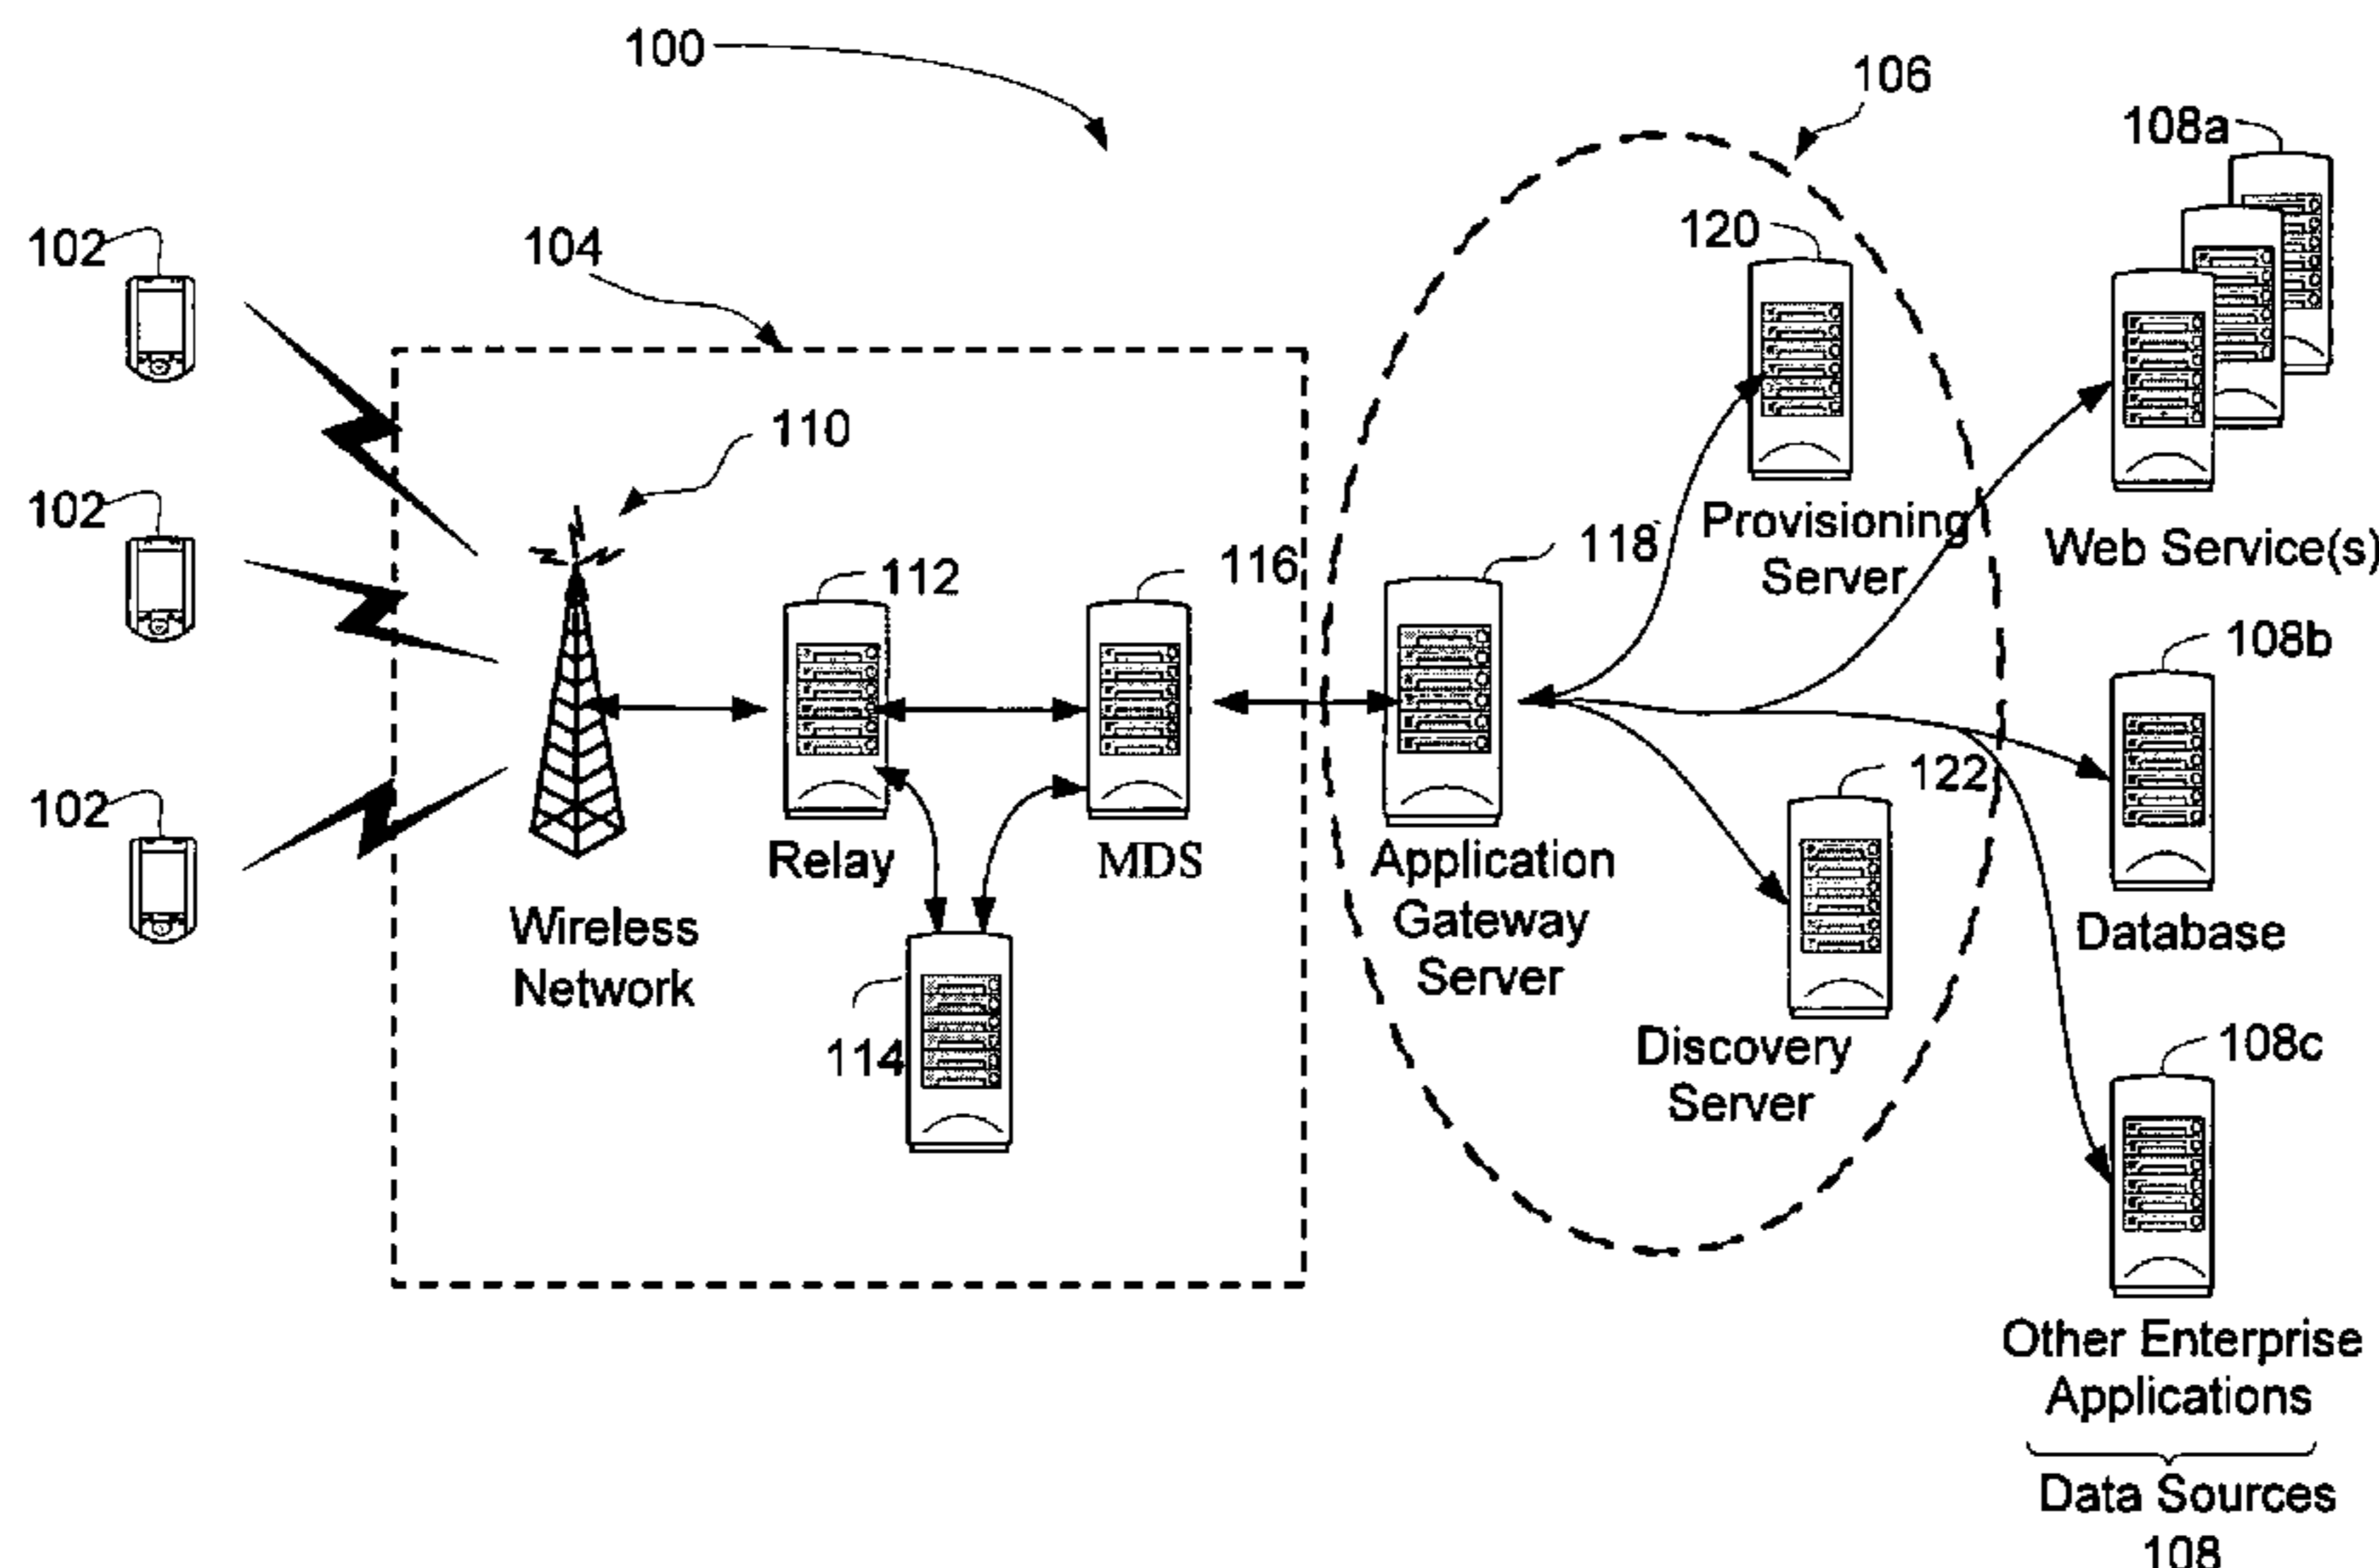 100
106
108a
102
104
120
110
102
118
Provisioning
Server
Web Service(s)
112
116
108b
122
102
Relay
MDS
Application
Gateway
Server
Wireless
Network
Database
114
Discovery
Server
108c
Other Enterprise
Applications
Data Sources
108